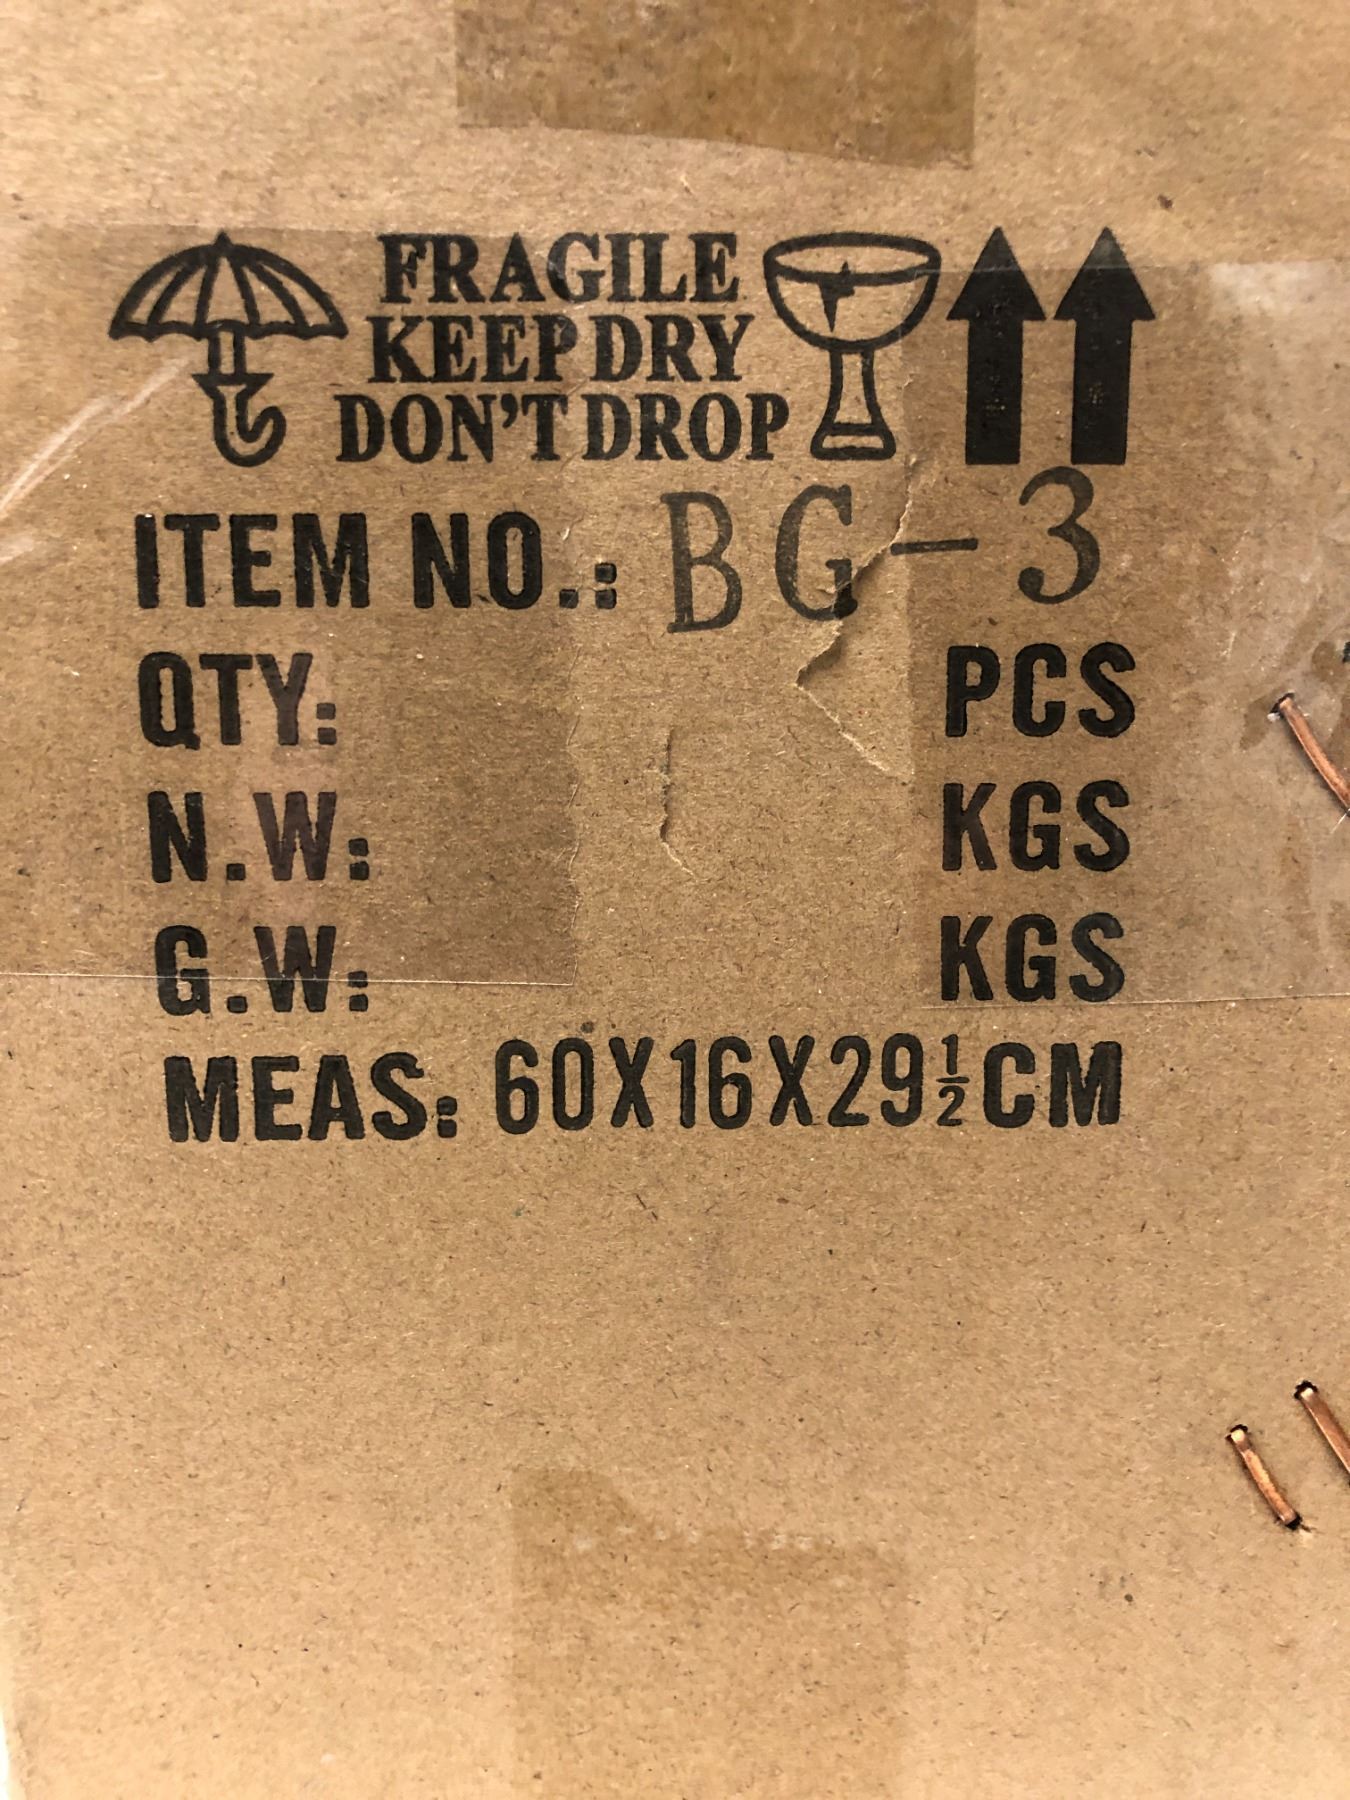 FRAGILE
KEEP DRY
DON'T DROP
ITEM NO.: BG-3
QTY: PCS
N.W: KGS
G.W: KGS
MEAS: 60X16X29½CM